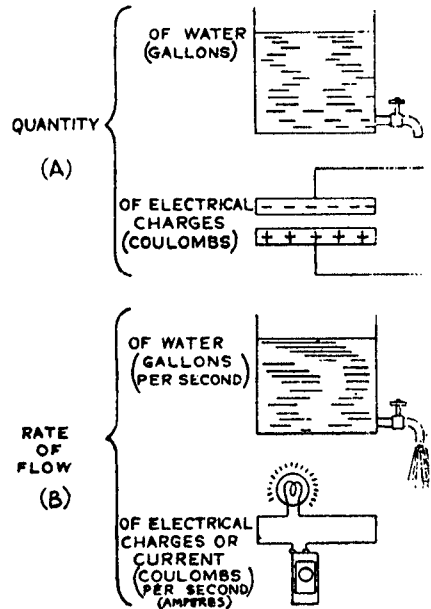 OF WATER
(GALLONS)
QUANTITY
(A)
OF ELECTRICAL
CHARGES
(COULOMBS)
- - - - - -
+ + + + +
OF WATER
(GALLONS
PER SECOND)
RATE
OF
FLOW
(B)
OF ELECTRICAL
CHARGES OR
CURRENT
(COULOMBS
PER SECOND)
(AMPERES)